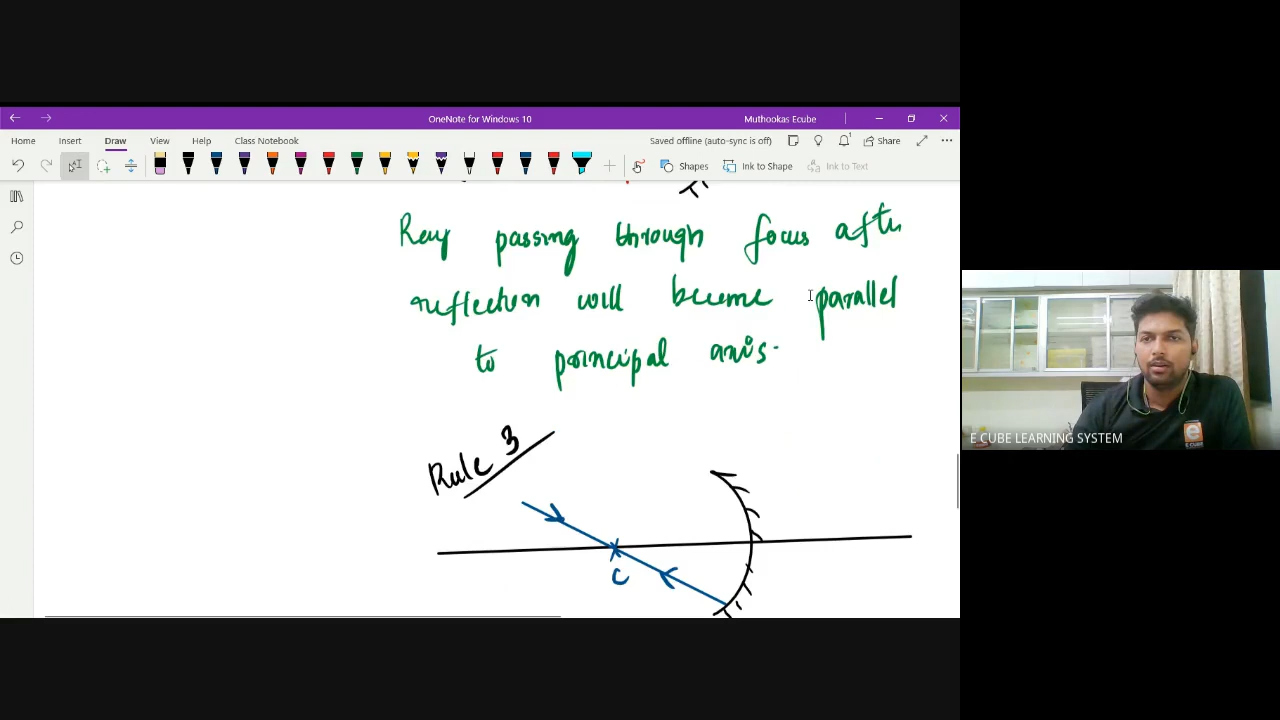 OneNote for Windows 10
Muthookas Ecube
Home Insert Draw View Help Class Notebook
Saved offline (auto-sync is off)
Share
Shapes
Ink to Shape
Ink to Text
Ray passing through focus after
reflection will become parallel
to principal axis.
Rule 3
C
E CUBE LEARNING SYSTEM
e
E CUBE